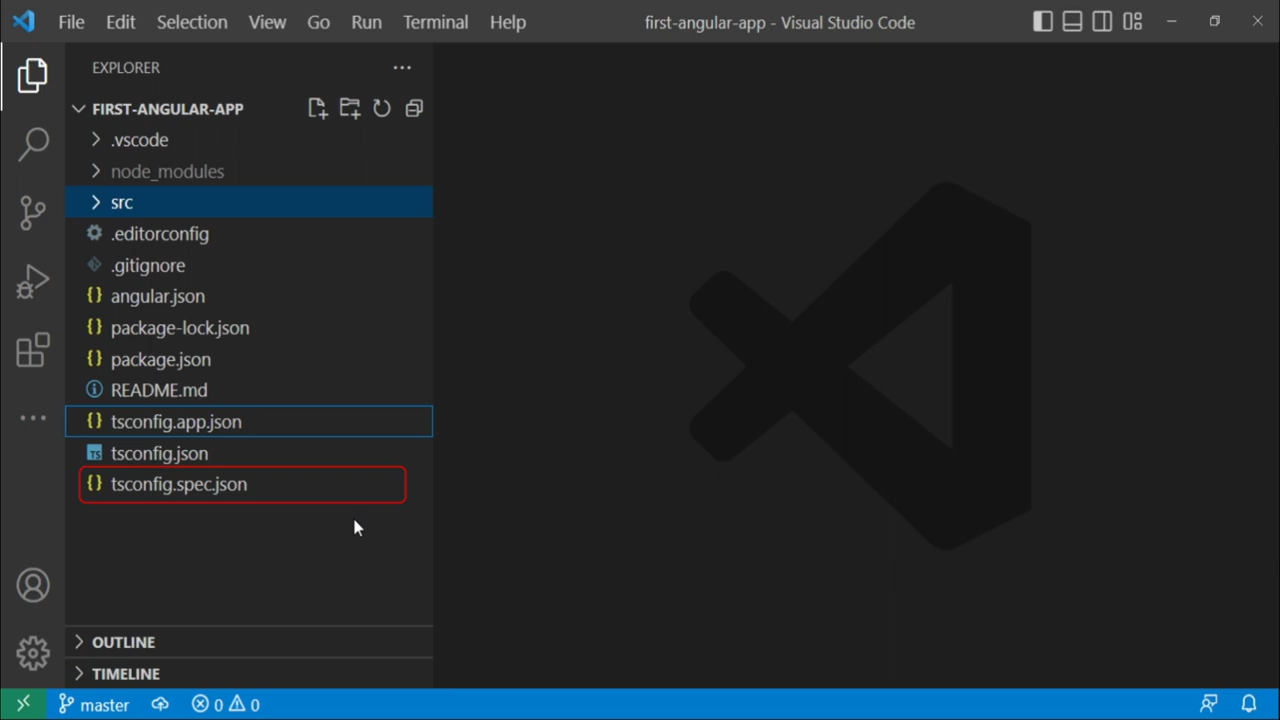 File Edit Selection View Go Run Terminal Help first-angular-app - Visual Studio Code
EXPLORER
FIRST-ANGULAR-APP
.vscode
node_modules
src
.editorconfig
.gitignore
angular.json
package-lock.json
package.json
README.md
tsconfig.app.json
TS tsconfig.json
tsconfig.spec.json
OUTLINE
TIMELINE
master 0 0